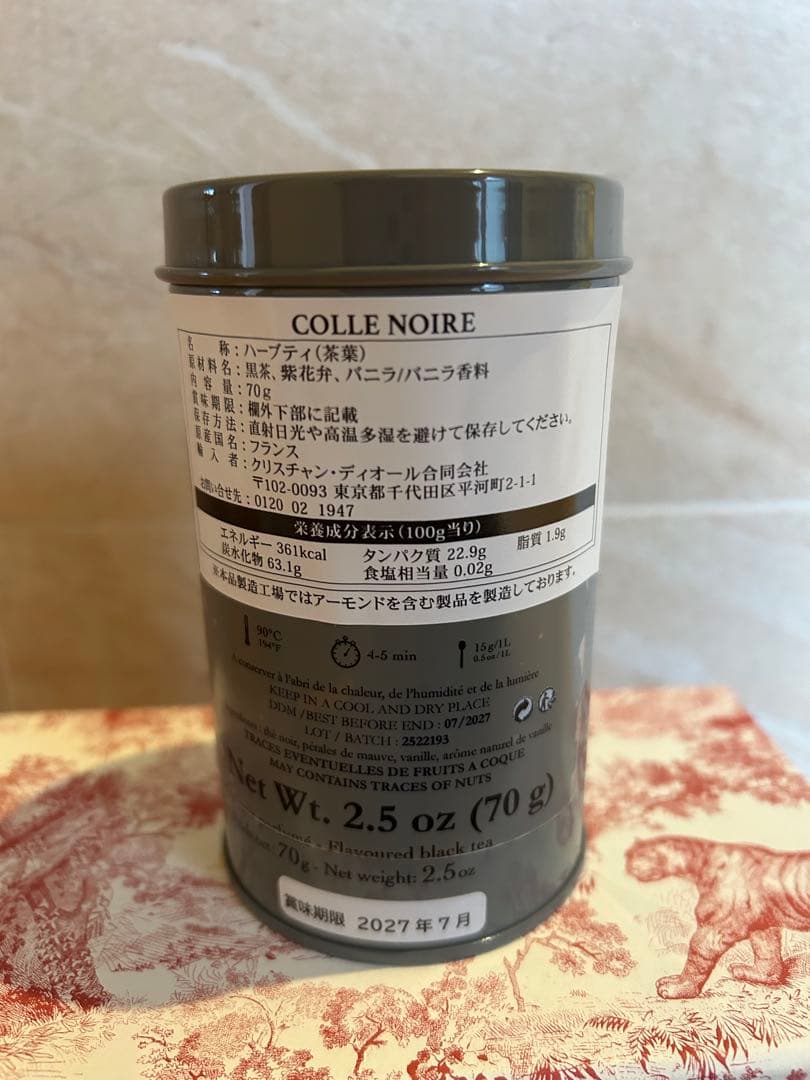 COLLE NOIRE
名称：ハーブティ(茶葉)
原材料名：黒茶、紫花弁、バニラ/バニラ香料
内容量：70g
賞味期限：欄外下部に記載
保存方法：直射日光や高温多湿を避けて保存してください。
原産国名：フランス
輸入者：クリスチャン・ディオール合同会社
〒102-0093 東京都千代田区平河町2-1-1
お問い合せ先：0120 02 1947
栄養成分表示(100g当り)
エネルギー 361kcal タンパク質 22.9g 脂質 1.9g
炭水化物 63.1g 食塩相当量 0.02g
※本品製造工場ではアーモンドを含む製品を製造しております。
90°C 4-5 min 15g/1L
194°F 0.5oz/1L
A conserver à l'abri de la chaleur, de l'humidité et de la lumière
KEEP IN A COOL AND DRY PLACE
DDM /BEST BEFORE END : 07/2027
LOT / BATCH : 2522193
: thé noir, pétales de mauve, vanille, arôme naturel de vanille
TRACES EVENTUELLES DE FRUITS A COQUE
MAY CONTAINS TRACES OF NUTS
Net Wt. 2.5 oz (70 g)
- Flavoured black tea
70g - Net weight: 2.5oz
賞味期限 2027年7月